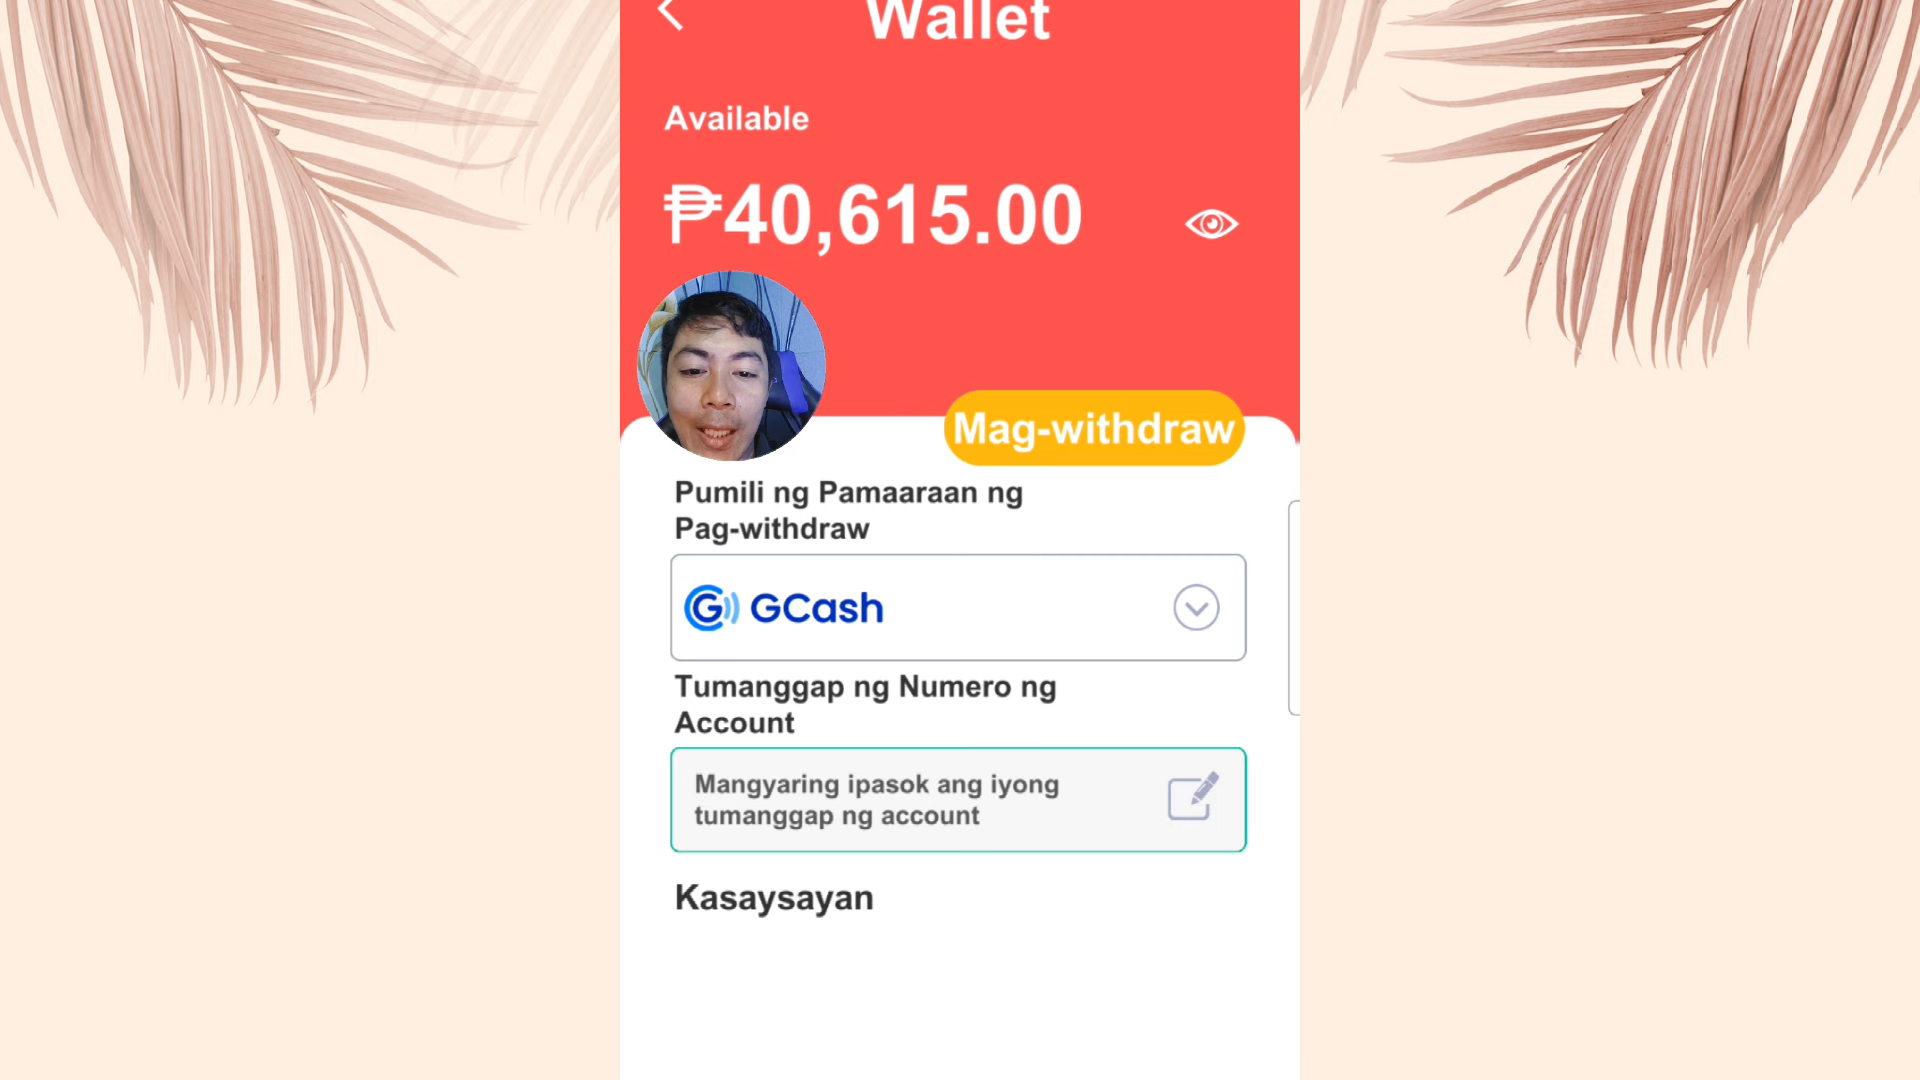 Wallet
Available
₱40,615.00
Mag-withdraw
Pumili ng Pamaaraan ng
Pag-withdraw
GCash
Tumanggap ng Numero ng
Account
Mangyaring ipasok ang iyong
tumanggap ng account
Kasaysayan